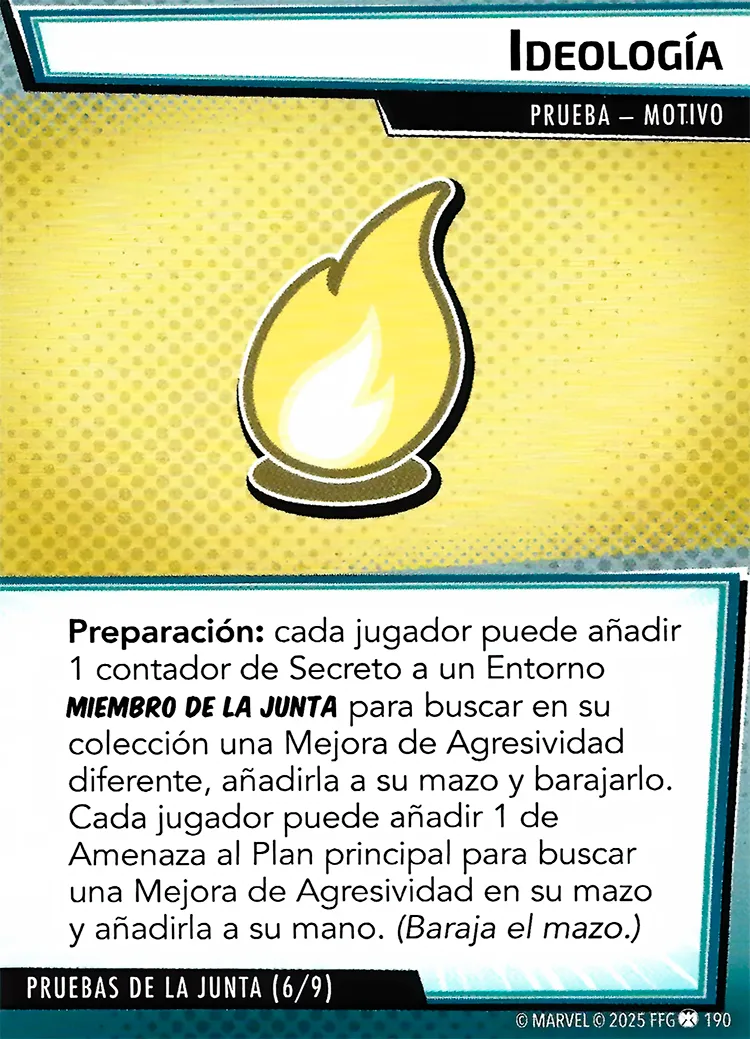 Ideología
PRUEBA – MOTIVO
Preparación: cada jugador puede añadir
1 contador de Secreto a un Entorno
MIEMBRO DE LA JUNTA para buscar en su
colección una Mejora de Agresividad
diferente, añadirla a su mazo y barajarlo.
Cada jugador puede añadir 1 de
Amenaza al Plan principal para buscar
una Mejora de Agresividad en su mazo
y añadirla a su mano. (Baraja el mazo.)
PRUEBAS DE LA JUNTA (6/9)
© MARVEL © 2025 FFG 190